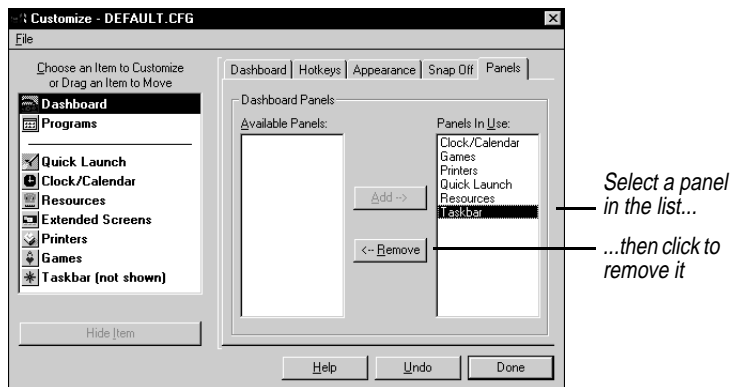 Customize - DEFAULT.CFG
File
Choose an Item to Customize
or Drag an Item to Move
Dashboard
Programs
Quick Launch
Clock/Calendar
Resources
Extended Screens
Printers
Games
Taskbar (not shown)
Hide Item
Dashboard Hotkeys Appearance Snap Off Panels
Dashboard Panels
Available Panels:
Add -->
<-- Remove
Panels In Use:
Clock/Calendar
Games
Printers
Quick Launch
Resources
Taskbar
Help Undo Done
Select a panel
in the list...
...then click to
remove it